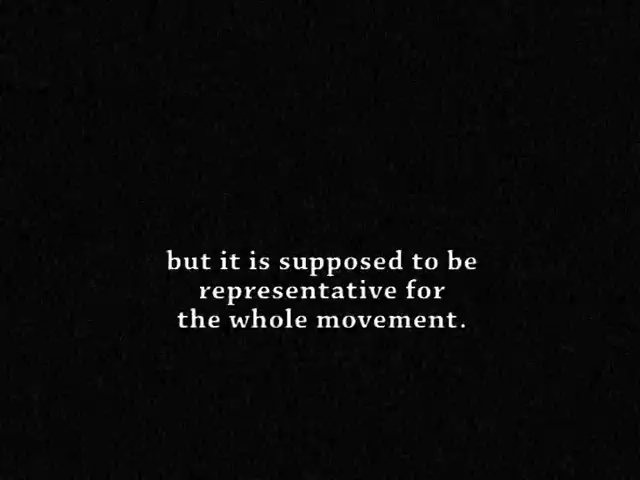 but it is supposed to be
representative for
the whole movement.